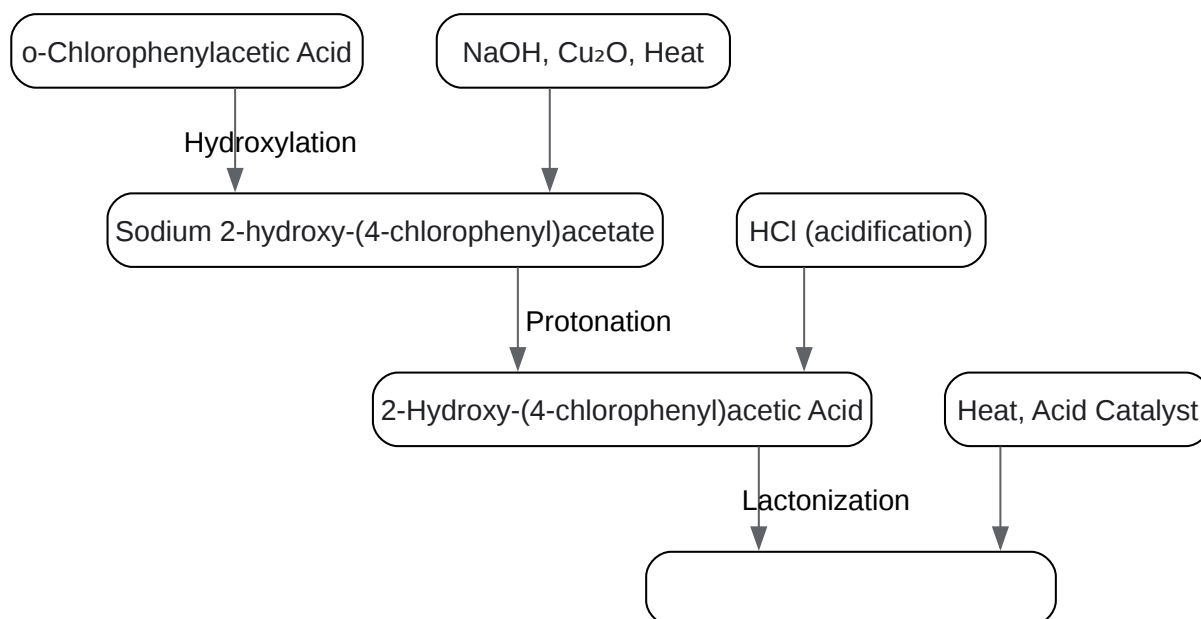 o-Chlorophenylacetic Acid
NaOH, Cu₂O, Heat
Hydroxylation
Sodium 2-hydroxy-(4-chlorophenyl)acetate
HCl (acidification)
Protonation
2-Hydroxy-(4-chlorophenyl)acetic Acid
Heat, Acid Catalyst
Lactonization